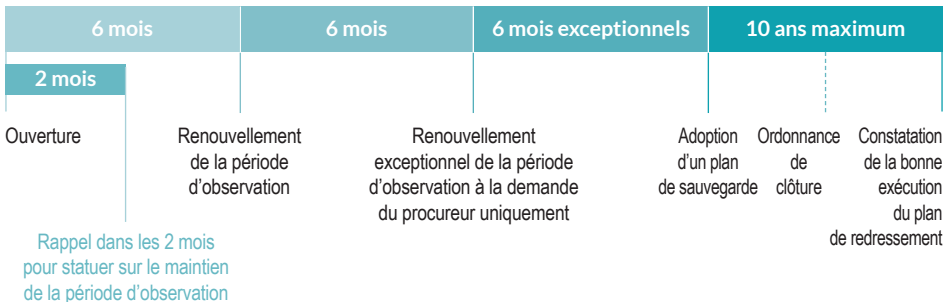 6 mois
6 mois
6 mois exceptionnels
10 ans maximum
2 mois
Ouverture
Renouvellement
de la période
d'observation
Renouvellement
exceptionnel de la période
d'observation à la demande
du procureur uniquement
Adoption
d'un plan
de sauvegarde
Ordonnance
de
clôture
Constatation
de la bonne
exécution
du plan
de redressement
Rappel dans les 2 mois
pour statuer sur le maintien
de la période d'observation